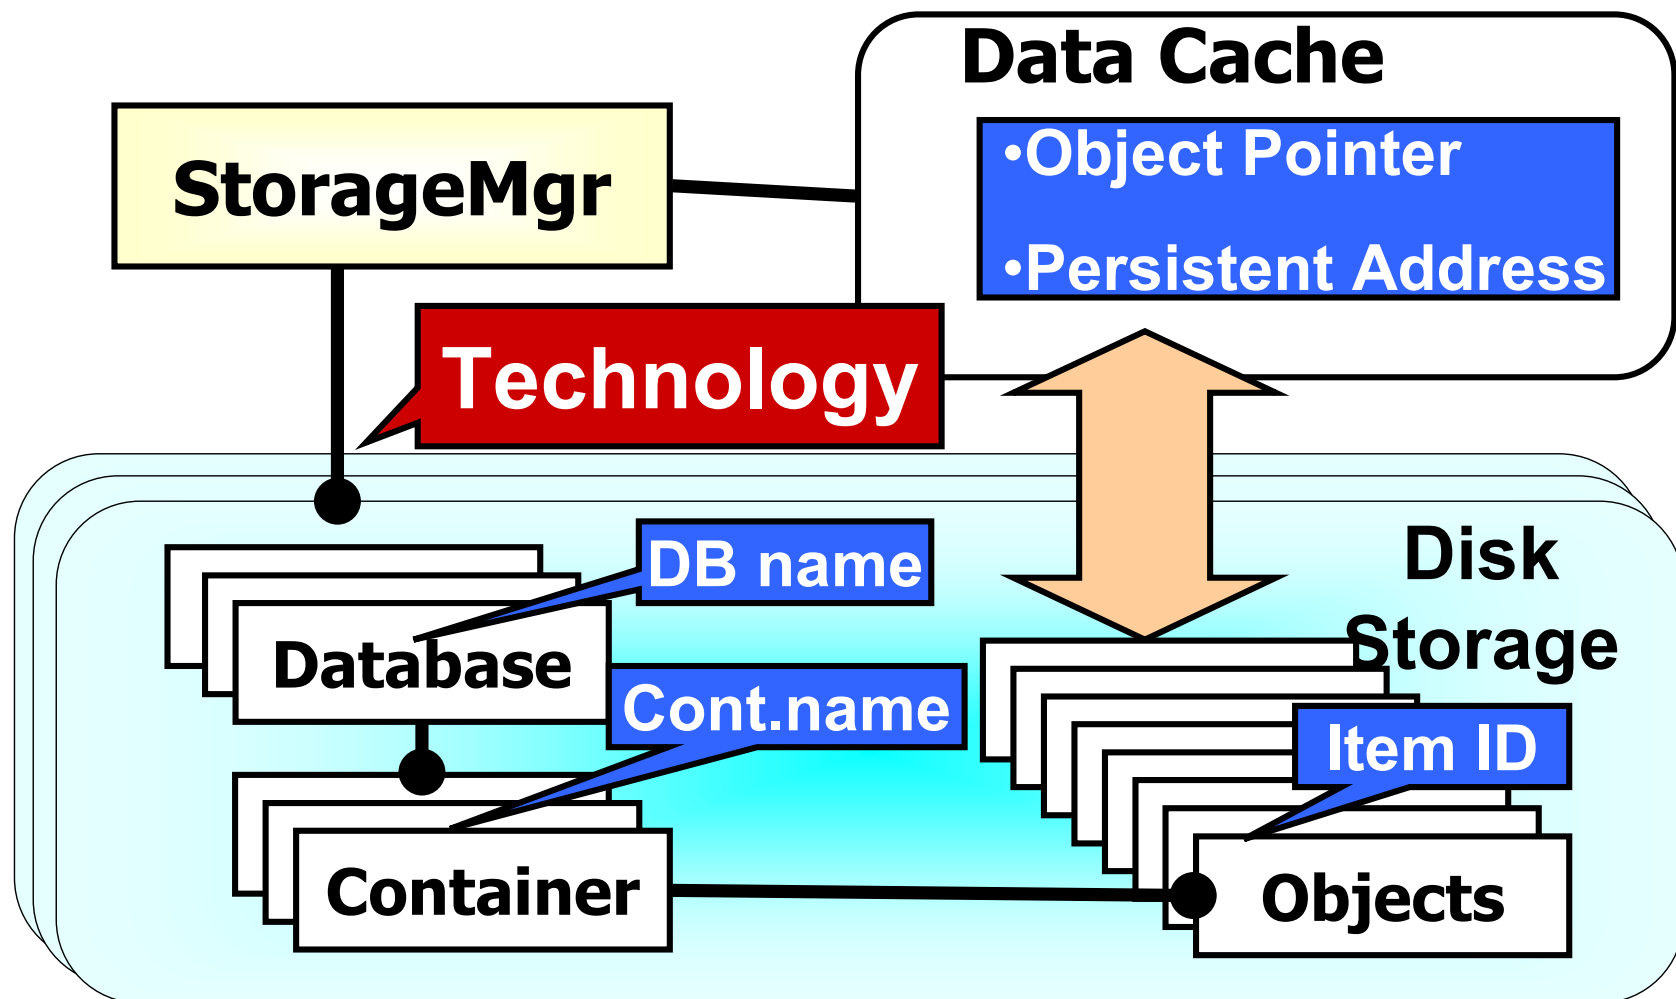 Data Cache
StorageMgr
•Object Pointer
•Persistent Address
Technology
DB name
Disk
Storage
Database
Cont.name
Item ID
Container
Objects